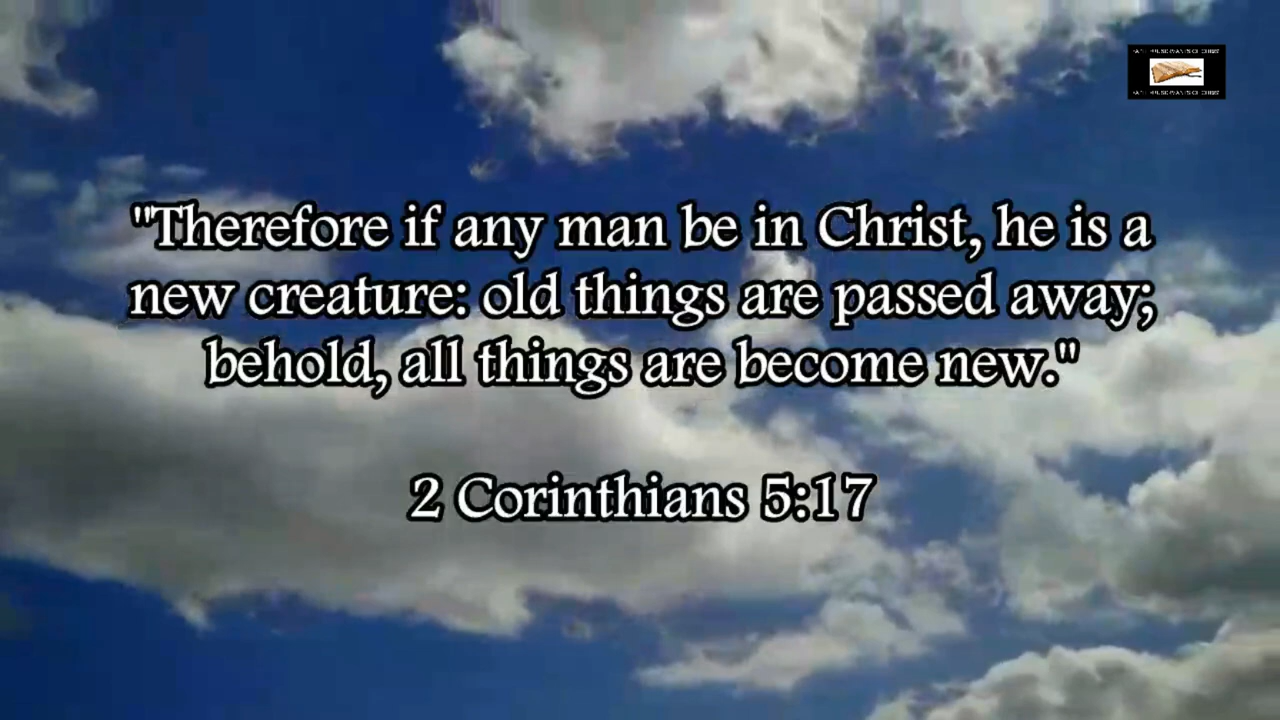 "Therefore if any man be in Christ, he is a
new creature: old things are passed away;
behold, all things are become new."
2 Corinthians 5:17